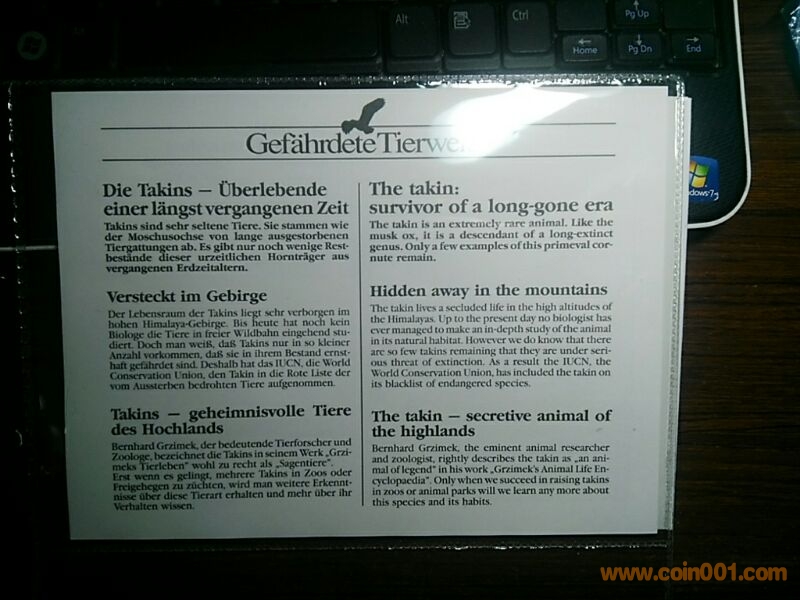 Alt
Ctrl
Pg Up
Home
Pg Dn
End
Gefährdete Tierwe
Die Takins – Überlebende
einer längst vergangenen Zeit
Takins sind sehr seltene Tiere. Sie stammen wie
der Moschusochse von lange ausgestorbenen
Tiergattungen ab. Es gibt nur noch wenige Rest-
bestände dieser urzeitlichen Hornträger aus
vergangenen Erdzeitaltern.
Versteckt im Gebirge
Der Lebensraum der Takins liegt sehr verborgen im
hohen Himalaya-Gebirge. Bis heute hat noch kein
Biologe die Tiere in freier Wildbahn eingehend stu-
diert. Doch man weiß, daß Takins nur in so kleiner
Anzahl vorkommen, daß sie in ihrem Bestand ernst-
haft gefährdet sind. Deshalb hat das IUCN, die World
Conservation Union, den Takin in die Rote Liste der
vom Aussterben bedrohten Tiere aufgenommen.
Takins – geheimnisvolle Tiere
des Hochlands
Bernhard Grzimek, der bedeutende Tierforscher und
Zoologe, bezeichnet die Takins in seinem Werk „Grzi-
meks Tierleben" wohl zu recht als „Sagentiere".
Erst wenn es gelingt, mehrere Takins in Zoos oder
Freigehegen zu züchten, wird man weitere Erkennt-
nisse über diese Tierart erhalten und mehr über ihr
Verhalten wissen.
The takin:
survivor of a long-gone era
The takin is an extremely rare animal. Like the
musk ox, it is a descendant of a long-extinct
genus. Only a few examples of this primeval cor-
nute remain.
Hidden away in the mountains
The takin lives a secluded life in the high altitudes of
the Himalayas. Up to the present day no biologist has
ever managed to make an in-depth study of the animal
in its natural habitat. However we do know that there
are so few takins remaining that they are under seri-
ous threat of extinction. As a result the IUCN, the
World Conservation Union, has included the takin on
its blacklist of endangered species.
The takin – secretive animal of
the highlands
Bernhard Grzimek, the eminent animal researcher
and zoologist, rightly describes the takin as „an ani-
mal of legend" in his work „Grzimek's Animal Life En-
cyclopaedia". Only when we succeed in raising takins
in zoos or animal parks will we learn any more about
this species and its habits.
dows 7
www.coin001.com